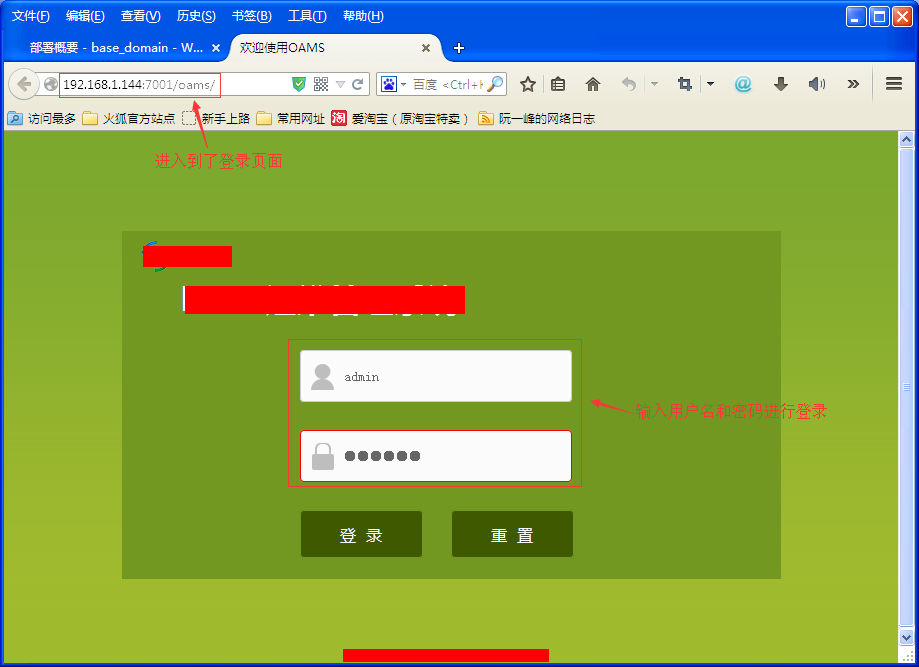 文件(F) 编辑(E) 查看(V) 历史(S) 书签(B) 工具(T) 帮助(H)
部署概要 - base_domain - W... 欢迎使用OAMS
192.168.1.144:7001/oams/ 百度 <Ctrl+
访问最多 火狐官方站点 新手上路 常用网址 淘 爱淘宝（原淘宝特卖） 阮一峰的网络日志
进入到了登录页面
admin
输入用户名和密码进行登录
●●●●●●
登 录 重 置